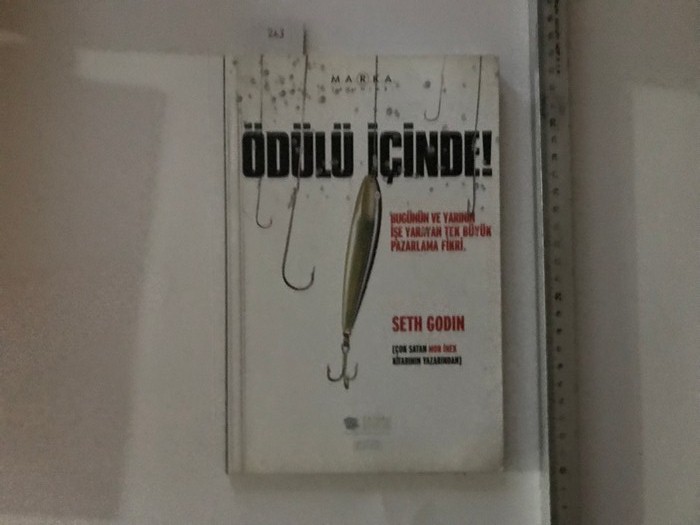 263
MARKA
ÖDÜLÜ İÇİNDE!
BUGÜNÜN VE YARININ
İŞE YARAYAN TEK BÜYÜK
PAZARLAMA FİKRİ.
SETH GODIN
[ÇOK SATAN MOR İNEK
KİTABININ YAZARINDAN]